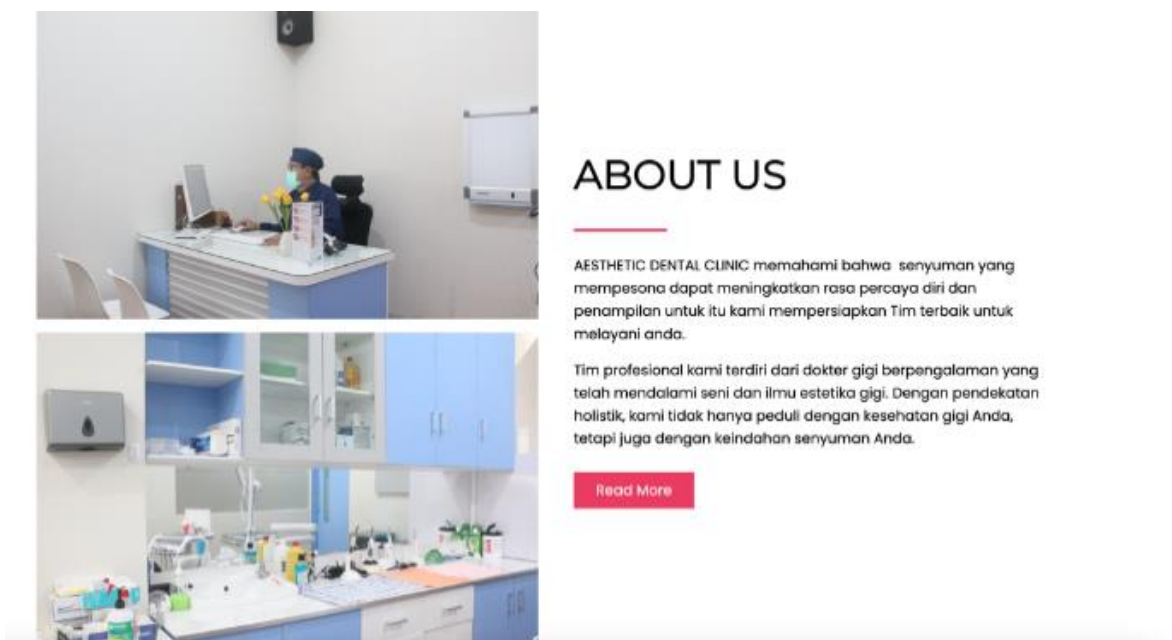 ABOUT US
AESTHETIC DENTAL CLINIC memahami bahwa senyuman yang
mempesona dapat meningkatkan rasa percaya diri dan
penampilan untuk itu kami mempersiapkan Tim terbaik untuk
melayani anda.
Tim profesional kami terdiri dari dokter gigi berpengalaman yang
telah mendalami seni dan ilmu estetika gigi. Dengan pendekatan
holistik, kami tidak hanya peduli dengan kesehatan gigi Anda,
tetapi juga dengan keindahan senyuman Anda.
Read More